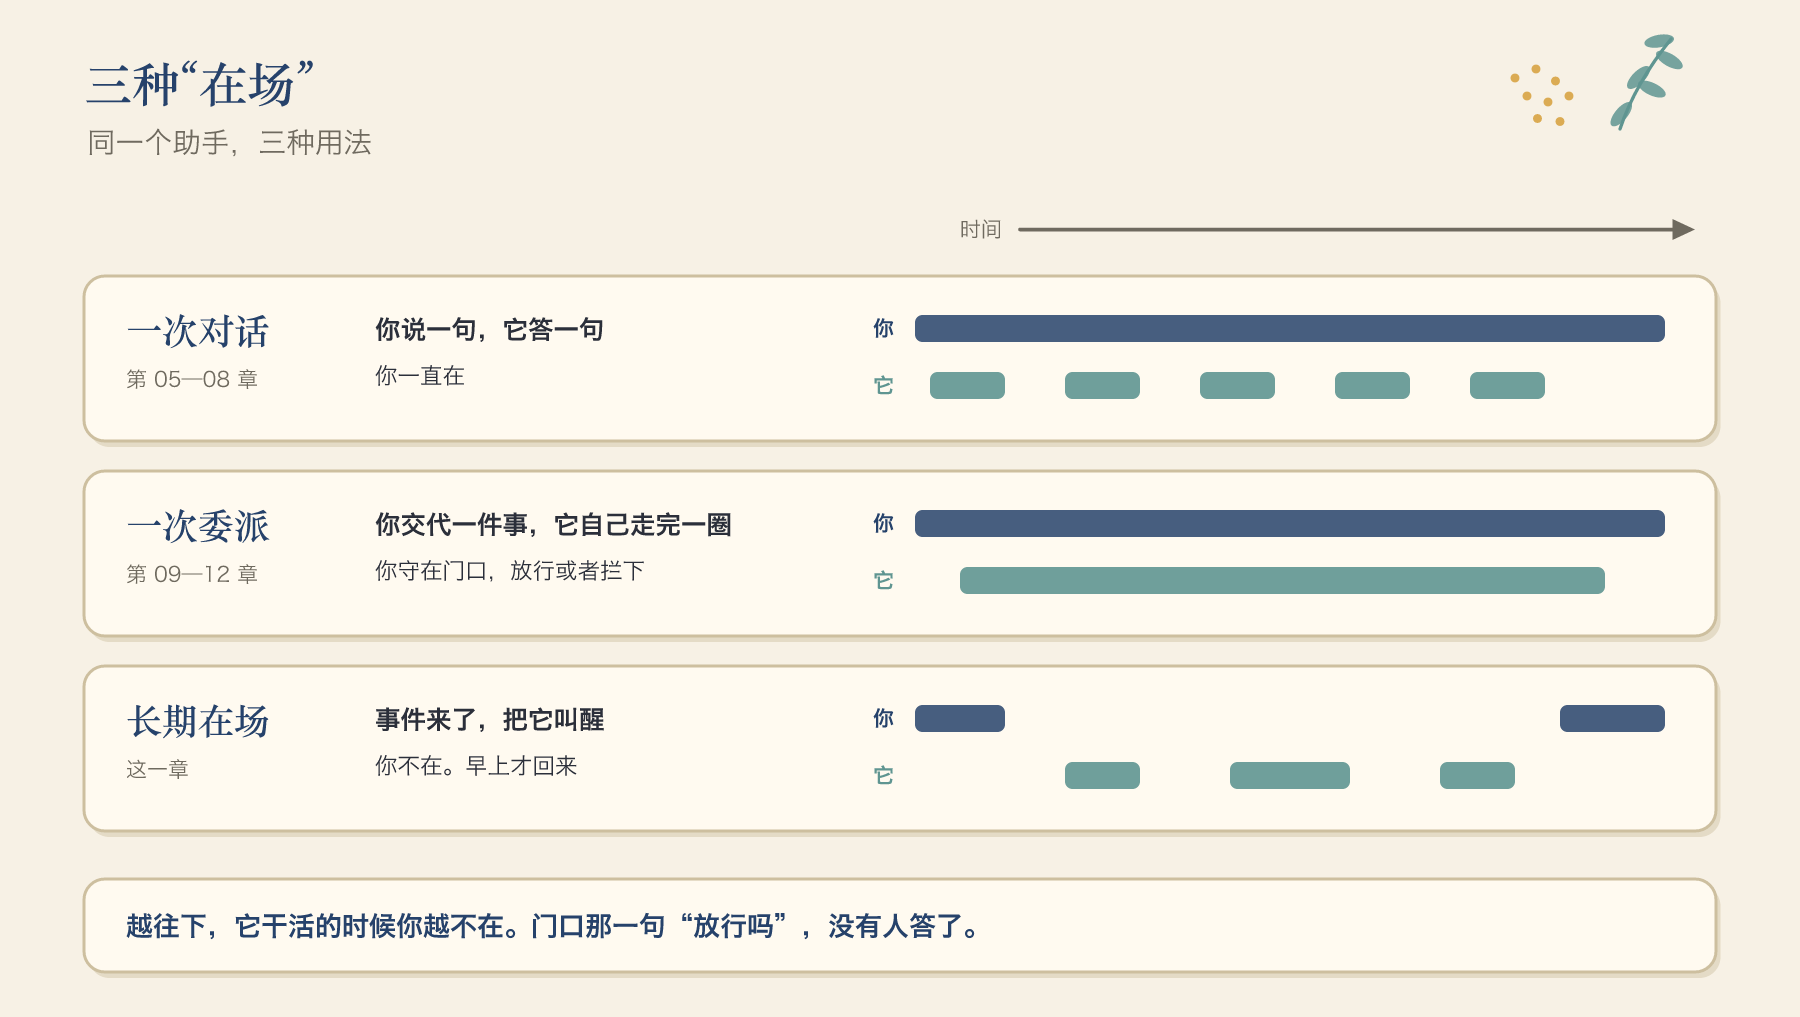 三种“在场”
同一个助手，三种用法
时间
一次对话
第 05—08 章
你说一句，它答一句
你一直在
你
它
一次委派
第 09—12 章
你交代一件事，它自己走完一圈
你守在门口，放行或者拦下
你
它
长期在场
这一章
事件来了，把它叫醒
你不在。早上才回来
你
它
越往下，它干活的时候你越不在。门口那一句“放行吗”，没有人答了。